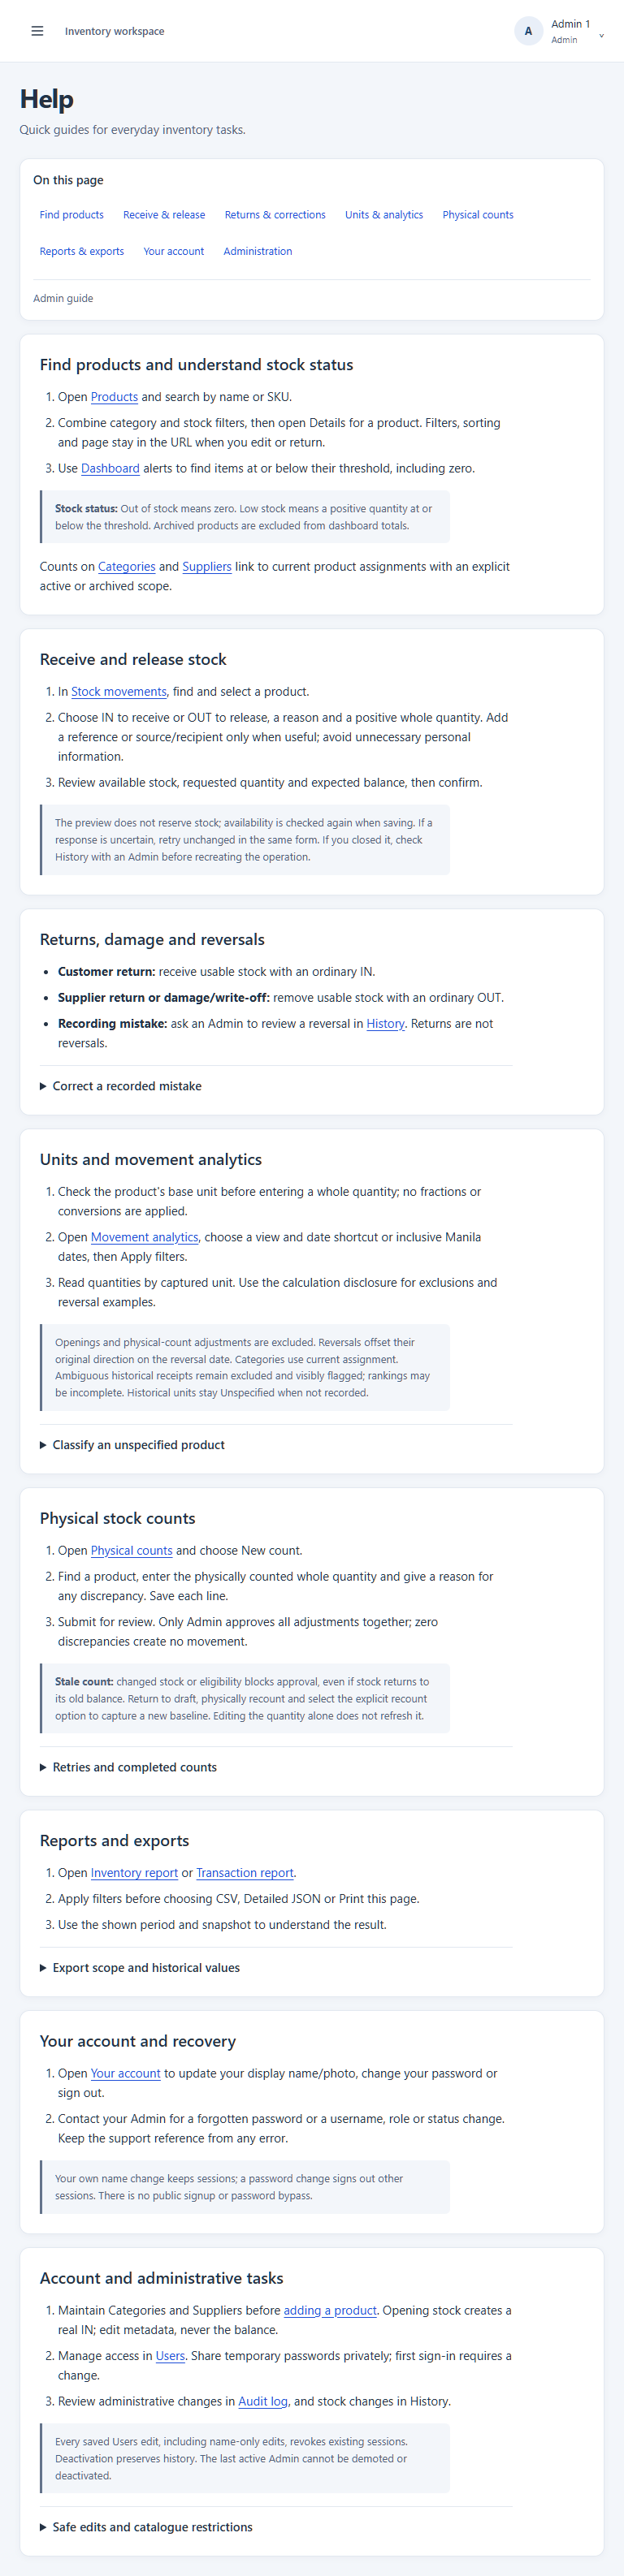 Inventory workspace
A
Admin 1
Admin
Help
Quick guides for everyday inventory tasks.
On this page
Find products
Receive & release
Returns & corrections
Units & analytics
Physical counts
Reports & exports
Your account
Administration
Admin guide
Find products and understand stock status
1. Open Products and search by name or SKU.
2. Combine category and stock filters, then open Details for a product. Filters, sorting
and page stay in the URL when you edit or return.
3. Use Dashboard alerts to find items at or below their threshold, including zero.
Stock status: Out of stock means zero. Low stock means a positive quantity at or
below the threshold. Archived products are excluded from dashboard totals.
Counts on Categories and Suppliers link to current product assignments with an explicit
active or archived scope.
Receive and release stock
1. In Stock movements, find and select a product.
2. Choose IN to receive or OUT to release, a reason and a positive whole quantity. Add
a reference or source/recipient only when useful; avoid unnecessary personal
information.
3. Review available stock, requested quantity and expected balance, then confirm.
The preview does not reserve stock; availability is checked again when saving. If a
response is uncertain, retry unchanged in the same form. If you closed it, check
History with an Admin before recreating the operation.
Returns, damage and reversals
• Customer return: receive usable stock with an ordinary IN.
• Supplier return or damage/write-off: remove usable stock with an ordinary OUT.
• Recording mistake: ask an Admin to review a reversal in History. Returns are not
reversals.
▶ Correct a recorded mistake
Units and movement analytics
1. Check the product's base unit before entering a whole quantity; no fractions or
conversions are applied.
2. Open Movement analytics, choose a view and date shortcut or inclusive Manila
dates, then Apply filters.
3. Read quantities by captured unit. Use the calculation disclosure for exclusions and
reversal examples.
Openings and physical-count adjustments are excluded. Reversals offset their
original direction on the reversal date. Categories use current assignment.
Ambiguous historical receipts remain excluded and visibly flagged; rankings may
be incomplete. Historical units stay Unspecified when not recorded.
▶ Classify an unspecified product
Physical stock counts
1. Open Physical counts and choose New count.
2. Find a product, enter the physically counted whole quantity and give a reason for
any discrepancy. Save each line.
3. Submit for review. Only Admin approves all adjustments together; zero
discrepancies create no movement.
Stale count: changed stock or eligibility blocks approval, even if stock returns to
its old balance. Return to draft, physically recount and select the explicit recount
option to capture a new baseline. Editing the quantity alone does not refresh it.
▶ Retries and completed counts
Reports and exports
1. Open Inventory report or Transaction report.
2. Apply filters before choosing CSV, Detailed JSON or Print this page.
3. Use the shown period and snapshot to understand the result.
▶ Export scope and historical values
Your account and recovery
1. Open Your account to update your display name/photo, change your password or
sign out.
2. Contact your Admin for a forgotten password or a username, role or status change.
Keep the support reference from any error.
Your own name change keeps sessions; a password change signs out other
sessions. There is no public signup or password bypass.
Account and administrative tasks
1. Maintain Categories and Suppliers before adding a product. Opening stock creates a
real IN; edit metadata, never the balance.
2. Manage access in Users. Share temporary passwords privately; first sign-in requires a
change.
3. Review administrative changes in Audit log, and stock changes in History.
Every saved Users edit, including name-only edits, revokes existing sessions.
Deactivation preserves history. The last active Admin cannot be demoted or
deactivated.
▶ Safe edits and catalogue restrictions